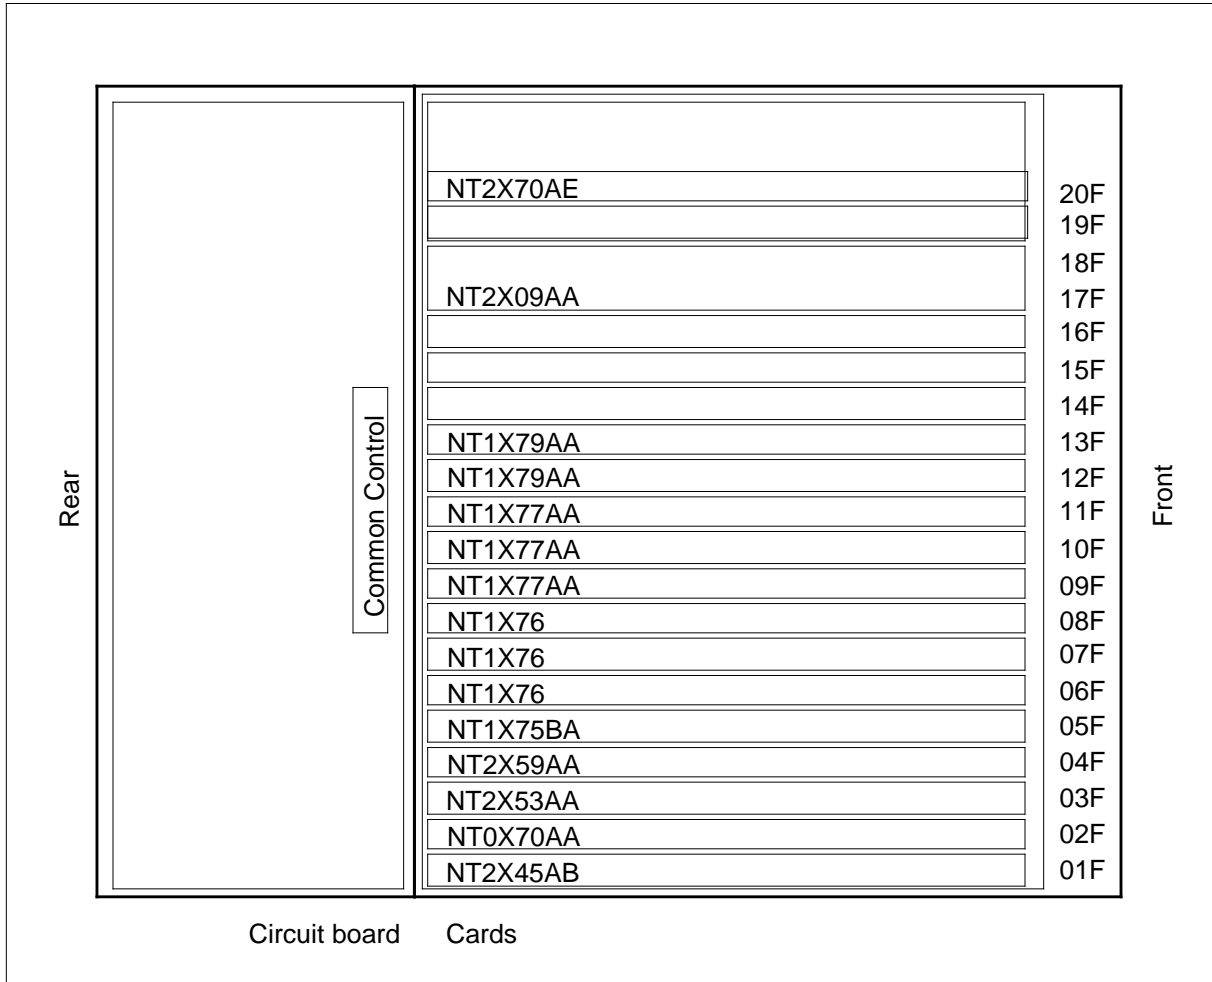 NT2X70AE 20F
19F
18F
NT2X09AA 17F
16F
15F
14F
NT1X79AA 13F
NT1X79AA 12F
NT1X77AA 11F
NT1X77AA 10F
NT1X77AA 09F
NT1X76 08F
NT1X76 07F
NT1X76 06F
NT1X75BA 05F
NT2X59AA 04F
NT2X53AA 03F
NT0X70AA 02F
NT2X45AB 01F
Rear
Common Control
Front
Circuit board Cards